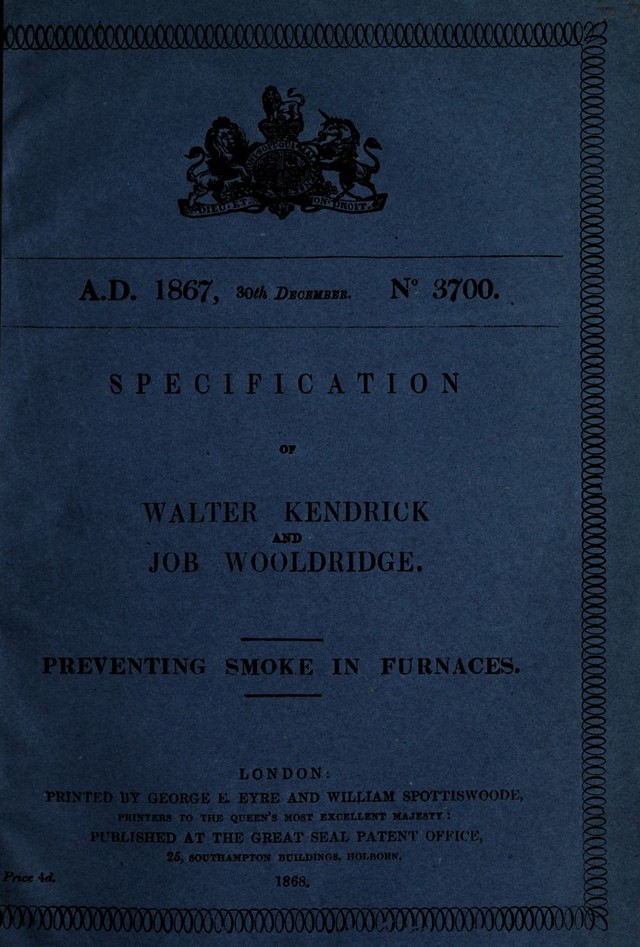 DIEU ET MON DROIT
A.D. 1867, 30th DECEMBER. No 3700.
SPECIFICATION
OF
WALTER KENDRICK
AND
JOB WOOLDRIDGE.
PREVENTING SMOKE IN FURNACES.
LONDON:
PRINTED BY GEORGE E. EYRE AND WILLIAM SPOTTISWOODE,
PRINTERS TO THE QUEEN'S MOST EXCELLENT MAJESTY:
PUBLISHED AT THE GREAT SEAL PATENT OFFICE,
25, SOUTHAMPTON BUILDINGS, HOLBORN.
Price 4d.
1868.